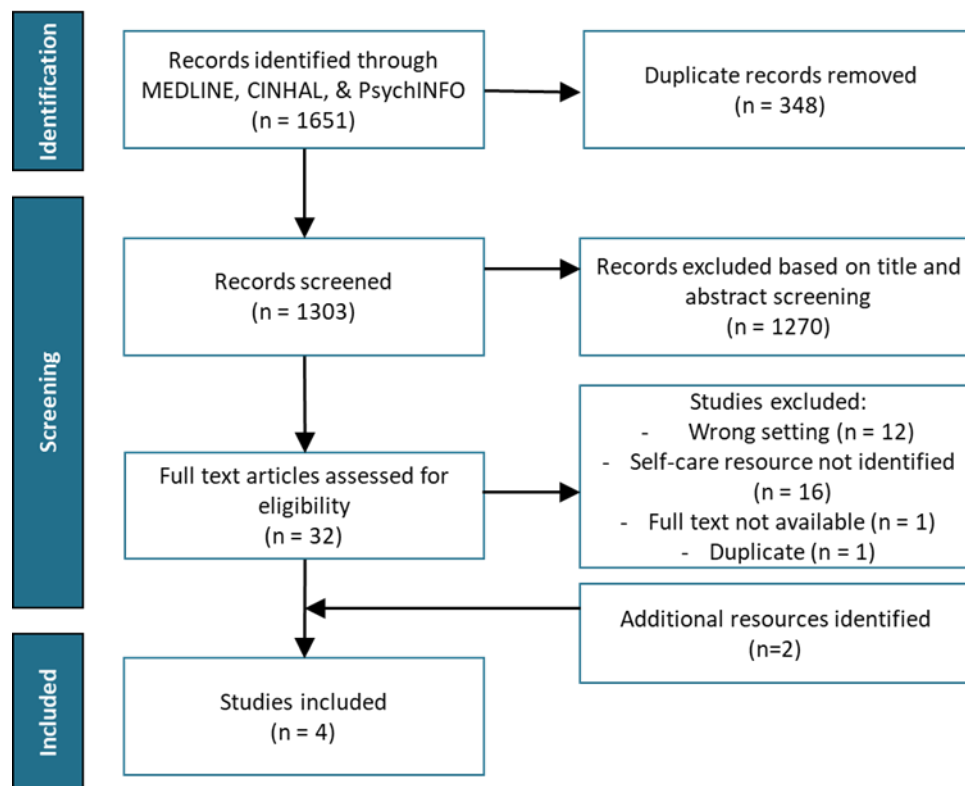 Identification
Records identified through
MEDLINE, CINHAL, & PsychINFO
(n = 1651)
Duplicate records removed
(n = 348)
Screening
Records screened
(n = 1303)
Records excluded based on title and
abstract screening
(n = 1270)
Full text articles assessed for
eligibility
(n = 32)
Studies excluded:
- Wrong setting (n = 12)
- Self-care resource not identified
(n = 16)
- Full text not available (n = 1)
- Duplicate (n = 1)
Additional resources identified
(n=2)
Included
Studies included
(n = 4)